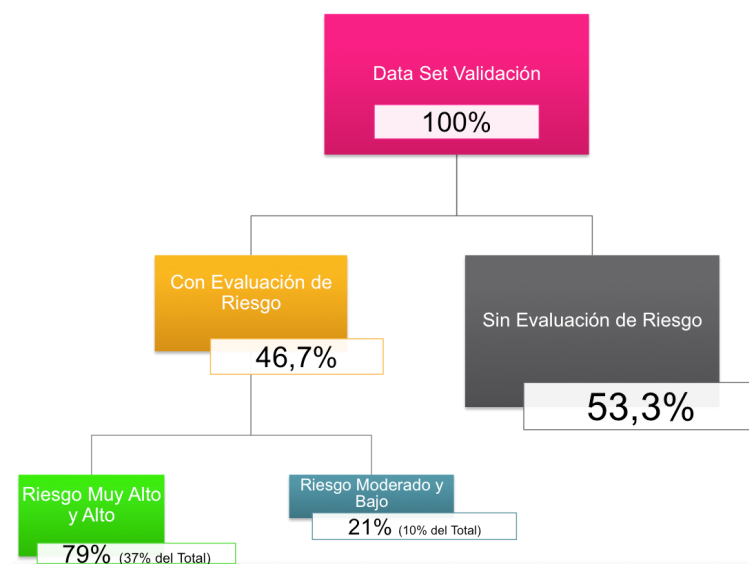 Data Set Validación
100%
Con Evaluación de
Riesgo
46,7%
Sin Evaluación de Riesgo
53,3%
Riesgo Muy Alto
y Alto
79% (37% del Total)
Riesgo Moderado y
Bajo
21% (10% del Total)